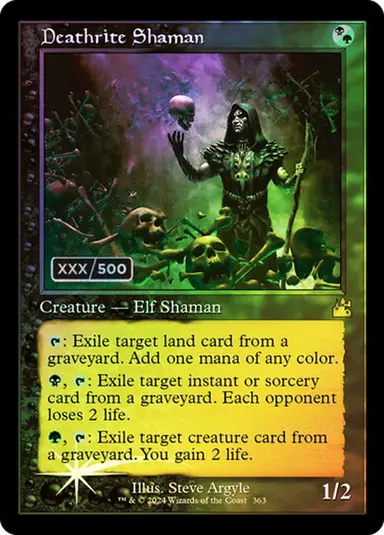 Deathrite Shaman
XXX/500
Creature — Elf Shaman
: Exile target land card from a
graveyard. Add one mana of any color.
, : Exile target instant or sorcery
card from a graveyard. Each opponent
loses 2 life.
, : Exile target creature card from
a graveyard. You gain 2 life.
Illus. Steve Argyle
™ & © 2024 Wizards of the Coast 363
1/2